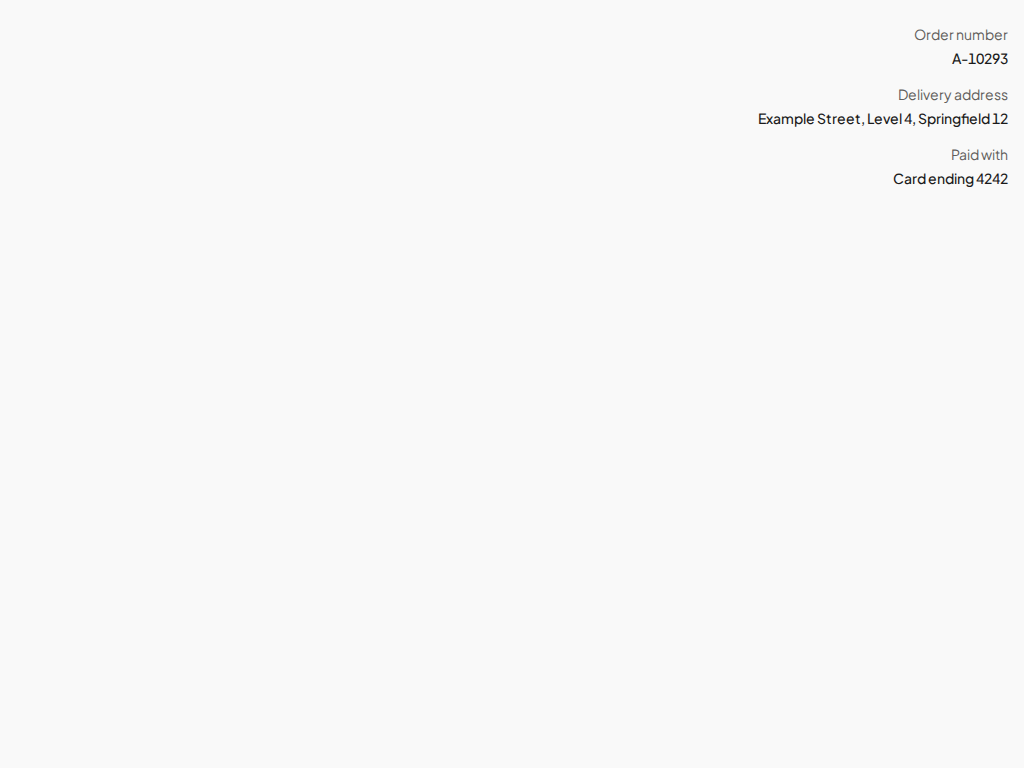 Order number
A-10293
Delivery address
Example Street, Level 4, Springfield 12
Paid with
Card ending 4242